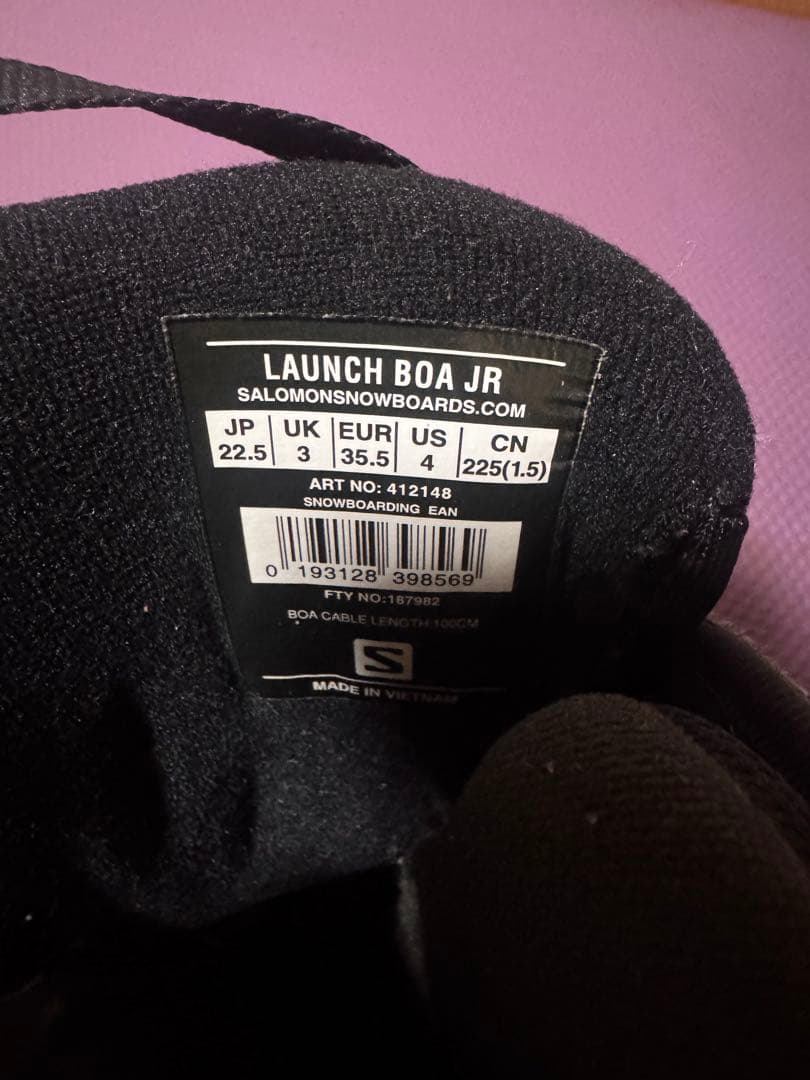 LAUNCH BOA JR
SALOMONSNOWBOARDS.COM
JP UK EUR US CN
22.5 3 35.5 4 225(1.5)
ART NO: 412148
SNOWBOARDING EAN
0 193128 398569
FTY NO:187982
BOA CABLE LENGTH:100CM
S
MADE IN VIETNAM